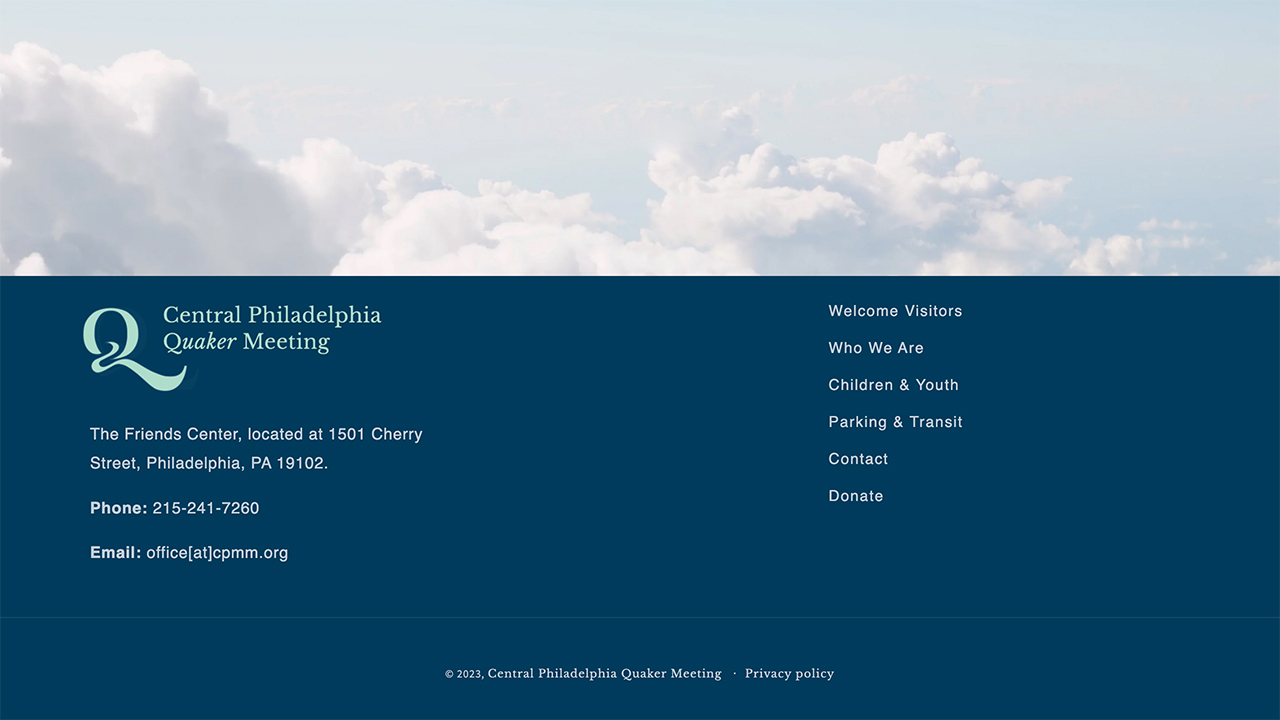 Central Philadelphia
Quaker Meeting
The Friends Center, located at 1501 Cherry
Street, Philadelphia, PA 19102.
Phone: 215-241-7260
Email: office[at]cpmm.org
Welcome Visitors
Who We Are
Children & Youth
Parking & Transit
Contact
Donate
© 2023, Central Philadelphia Quaker Meeting · Privacy policy